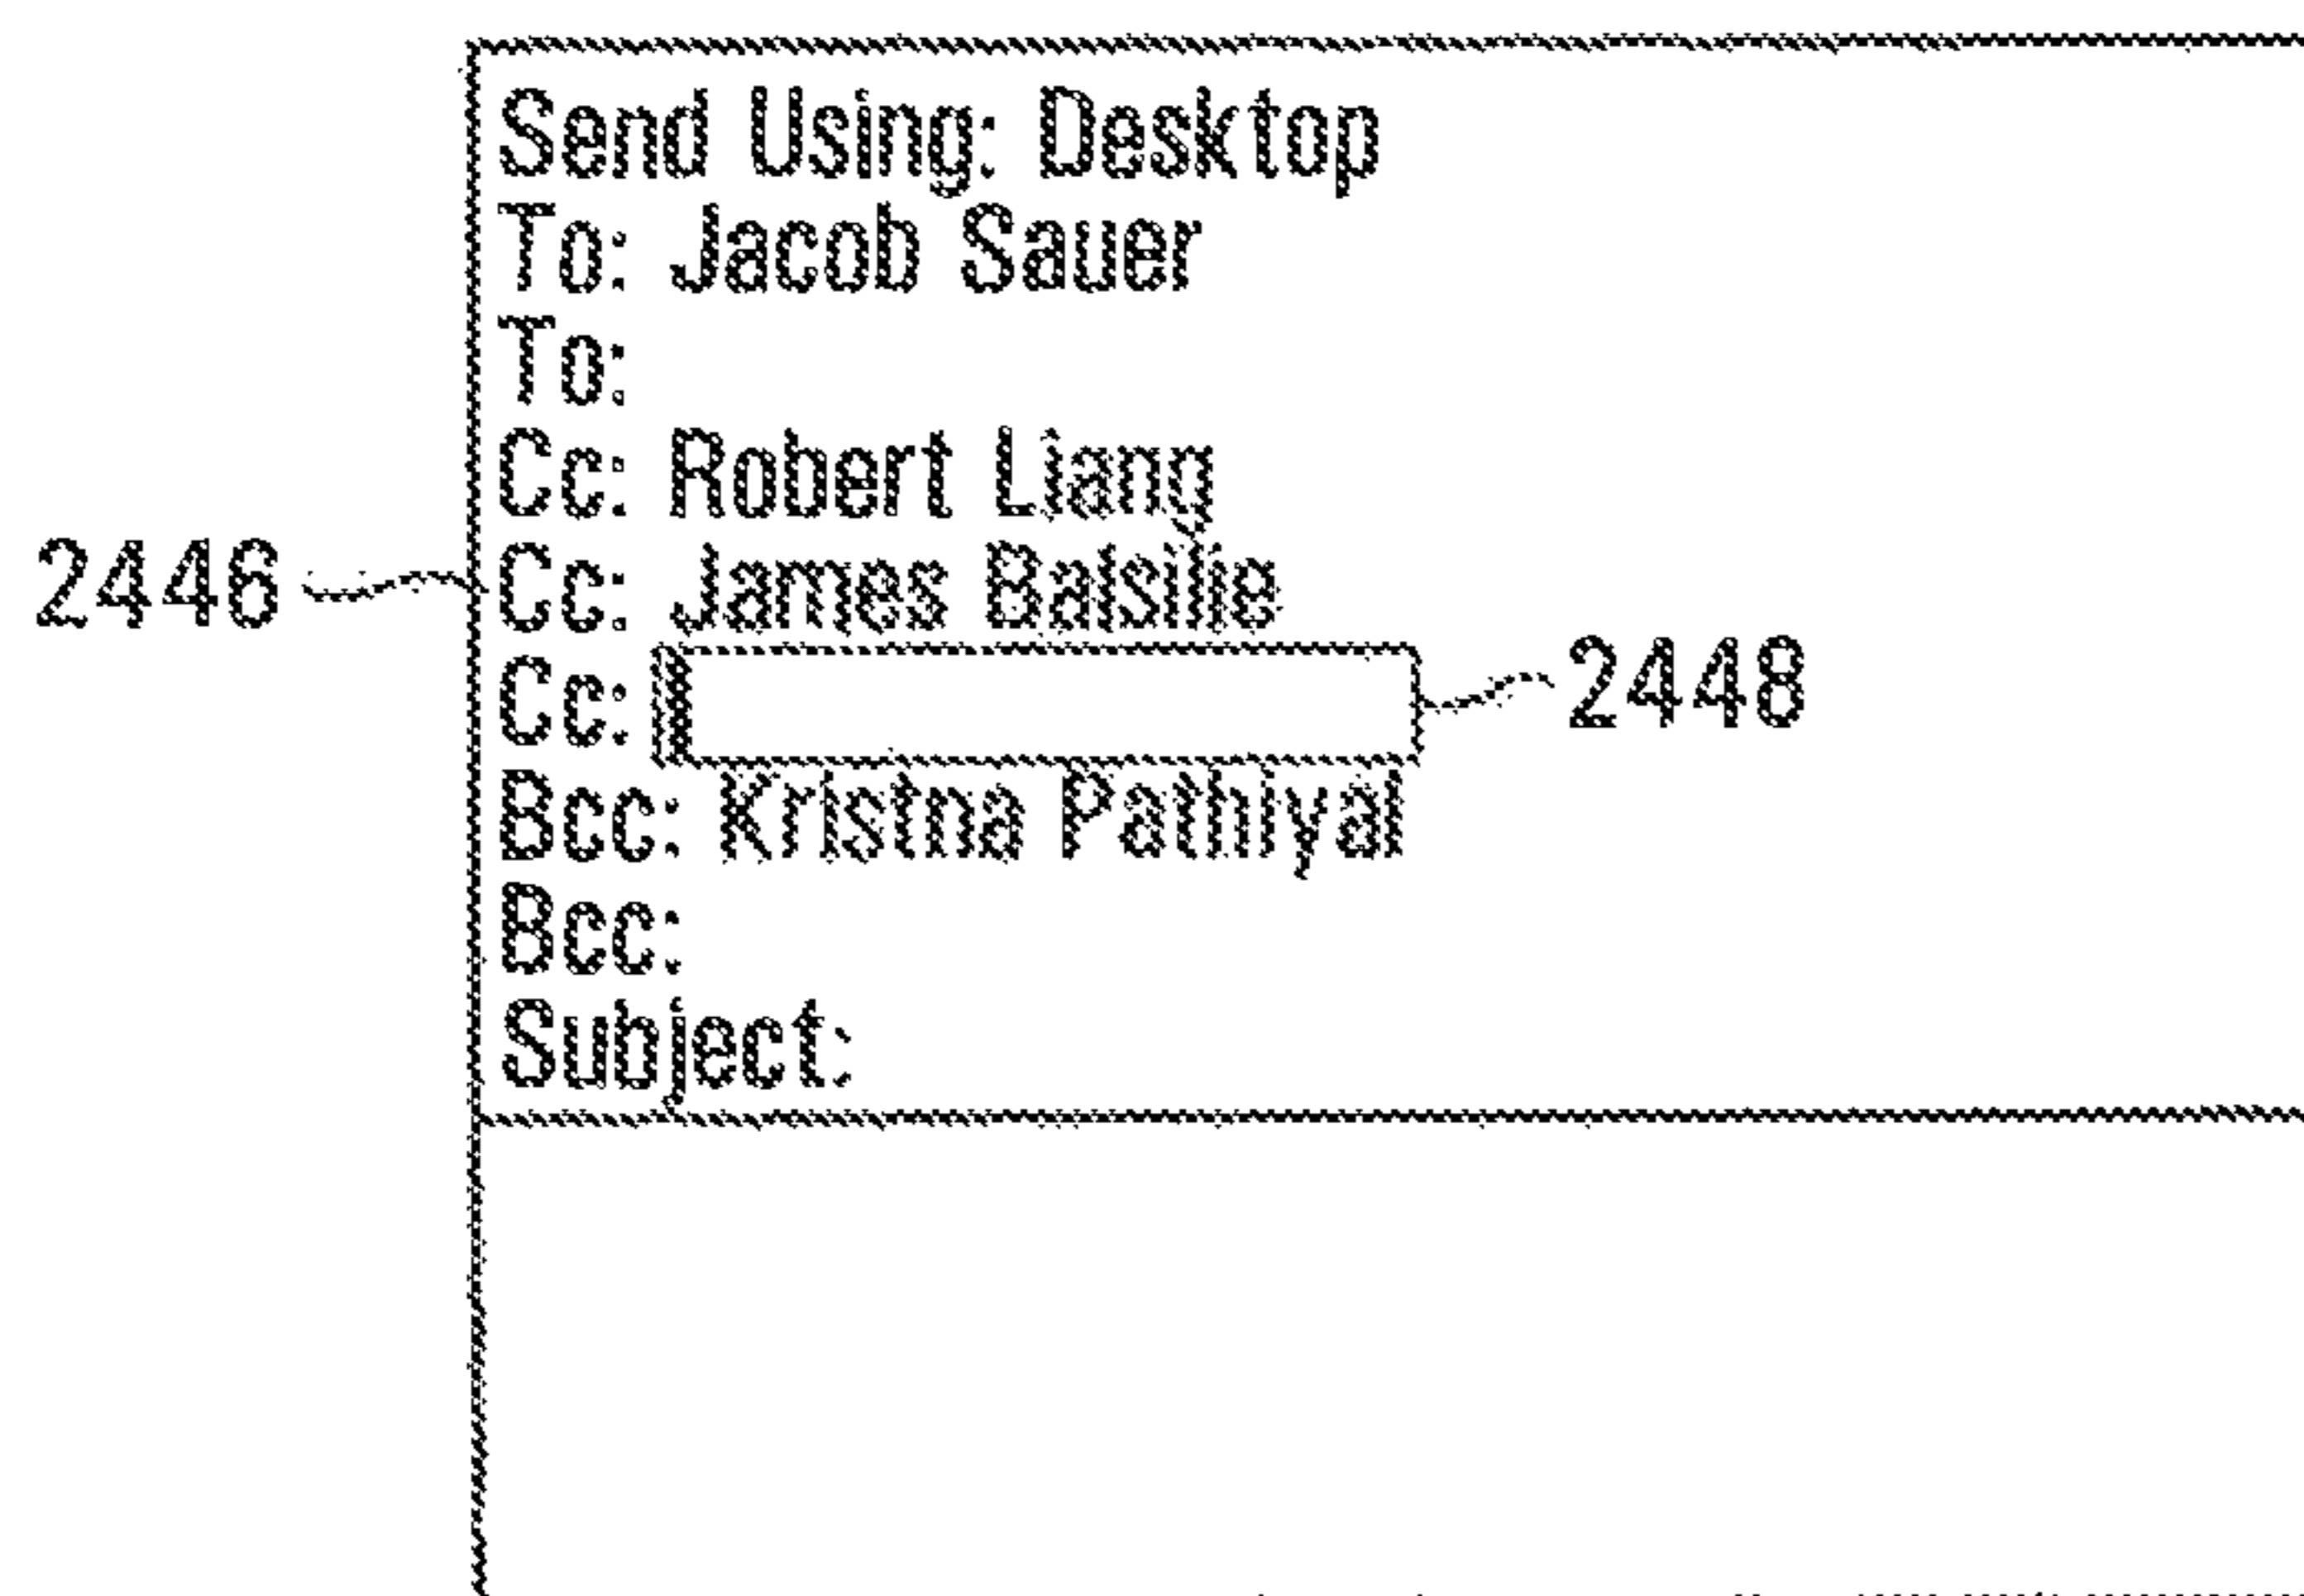 Send Using: Desktop
To: Jacob Sauer
To:
Cc: Robert Liang
2446
Cc: James Balsilie
Cc:
2448
Bcc: Kristna Pathiyal
Bcc:
Subject: